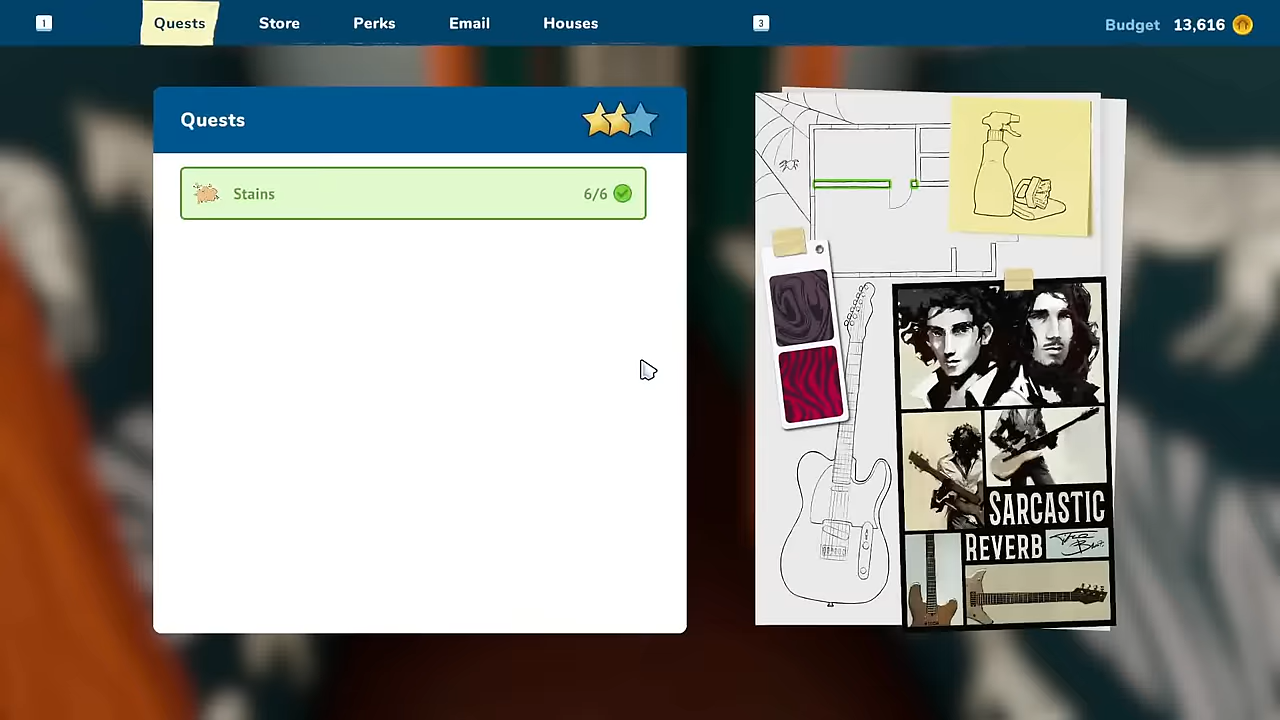 1
Quests
Store
Perks
Email
Houses
3
Budget 13,616
Quests
Stains
6/6
SARCASTIC
REVERB